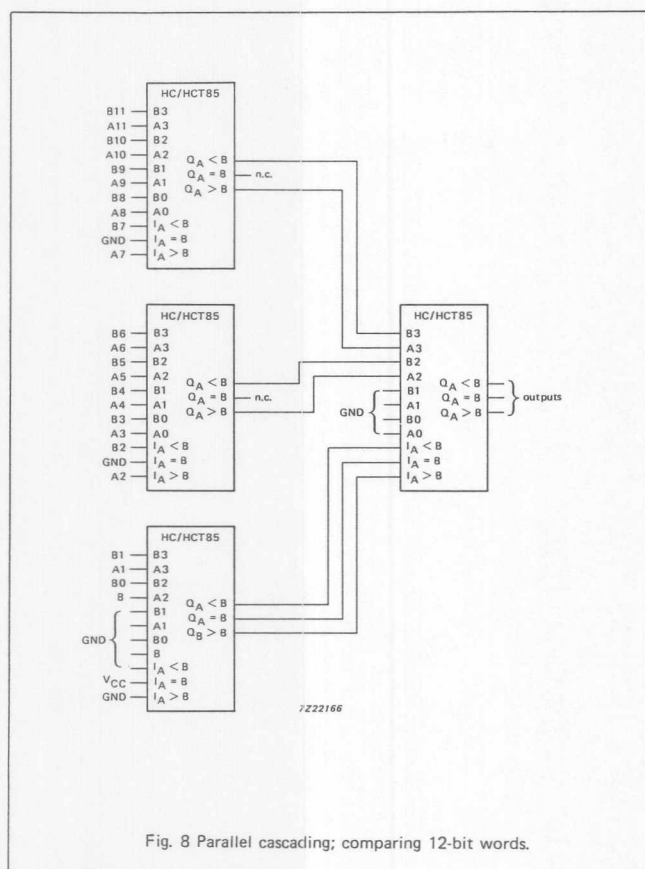 HC/HCT85
B11 B3
A11 A3
B10 B2
A10 A2 QA < B
B9 B1 QA = B n.c.
A9 A1 QA > B
B8 B0
A8 A0
B7 IA < B
GND IA = B
A7 IA > B
HC/HCT85
B6 B3
A6 A3
B5 B2
A5 A2 QA < B
B4 B1 QA = B n.c.
A4 A1 QA > B
B3 B0
A3 A0
B2 IA < B
GND IA = B
A2 IA > B
HC/HCT85
B3
A3
B2
A2 QA < B
B1 QA = B outputs
GND A1 QA > B
B0
A0
IA < B
IA = B
IA > B
HC/HCT85
B1 B3
A1 A3
B0 B2
B A2 QA < B
B1 QA = B
A1 QB > B
GND B0
B
IA < B
VCC IA = B
GND IA > B
7Z22166
Fig. 8 Parallel cascading; comparing 12-bit words.